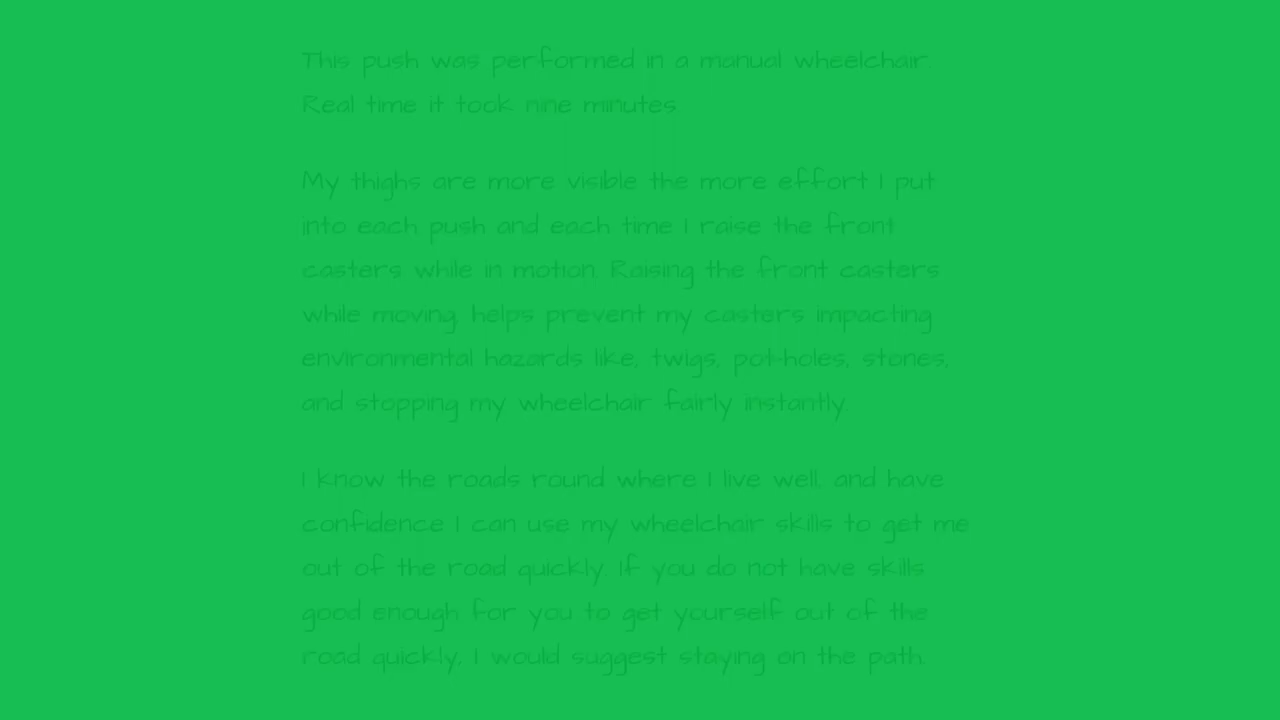 This push was performed in a manual wheelchair.
Real time it took nine minutes.
My thighs are more visible the more effort I put
into each push and each time I raise the front
casters while in motion. Raising the front casters
while moving, helps prevent my casters impacting
environmental hazards like; twigs, pot-holes, stones,
and stopping my wheelchair fairly instantly.
I know the roads round where I live well, and have
confidence I can use my wheelchair skills to get me
out of the road quickly. If you do not have skills
good enough for you to get yourself out of the
road quickly, I would suggest staying on the path.